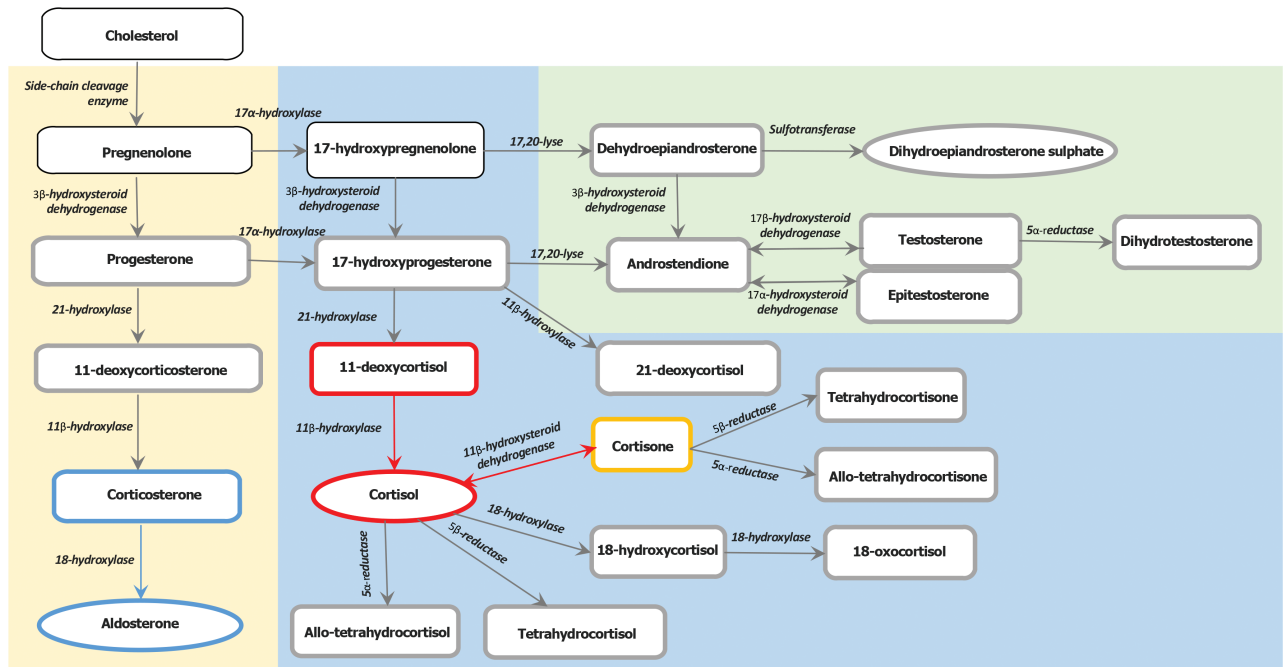 Cholesterol
Side-chain cleavage
enzyme
17α-hydroxylase
Pregnenolone
17-hydroxypregnenolone
17,20-lyse
Dehydroepiandrosterone
Sulfotransferase
Dihydroepiandrosterone sulphate
3β-hydroxysteroid
dehydrogenase
3β-hydroxysteroid
dehydrogenase
3β-hydroxysteroid
dehydrogenase
17α-hydroxylase
Progesterone
17-hydroxyprogesterone
17,20-lyse
Androstendione
17β-hydroxysteroid
dehydrogenase
Testosterone
5α-reductase
Dihydrotestosterone
17α-hydroxysteroid
dehydrogenase
Epitestosterone
21-hydroxylase
21-hydroxylase
11β-hydroxylase
11-deoxycorticosterone
11-deoxycortisol
21-deoxycortisol
11β-hydroxylase
11β-hydroxylase
11β-hydroxysteroid
dehydrogenase
Cortisone
5β-reductase
Tetrahydrocortisone
5α-reductase
Allo-tetrahydrocortisone
Corticosterone
Cortisol
18-hydroxylase
18-hydroxylase
18-hydroxycortisol
18-hydroxylase
18-oxocortisol
5α-reductase
5β-reductase
Aldosterone
Allo-tetrahydrocortisol
Tetrahydrocortisol